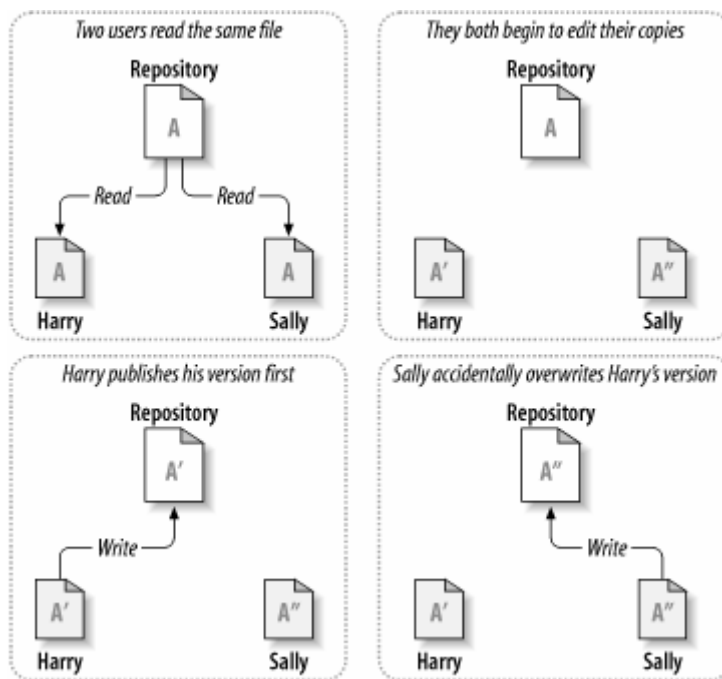 Two users read the same file
Repository
A
Read
Read
A
A
Harry
Sally
They both begin to edit their copies
Repository
A
A′
A″
Harry
Sally
Harry publishes his version first
Repository
A′
Write
A′
A″
Harry
Sally
Sally accidentally overwrites Harry’s version
Repository
A″
Write
A′
A″
Harry
Sally